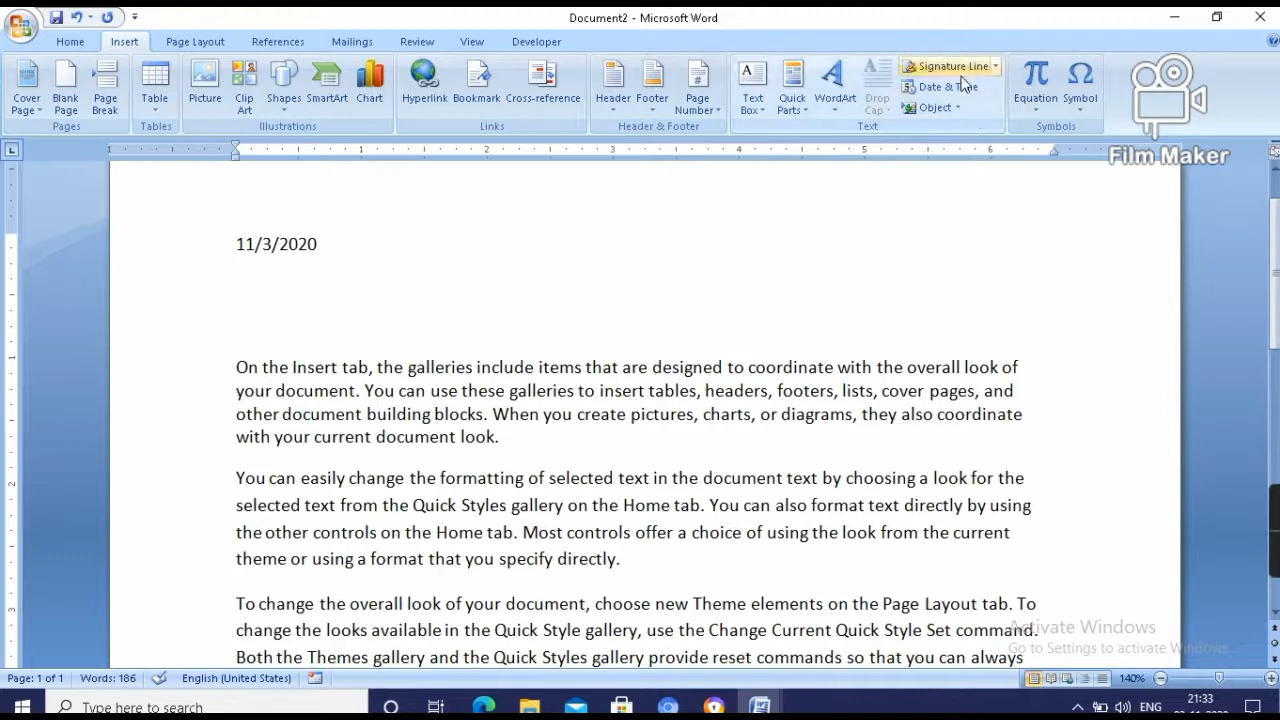 Document2 - Microsoft Word
Home Insert Page Layout References Mailings Review View Developer
Cover Page
Blank Page
Page Break
Pages
Table
Tables
Picture
Clip Art
Shapes
SmartArt
Chart
Illustrations
Hyperlink
Bookmark
Cross-reference
Links
Header
Footer
Page Number
Header & Footer
Text Box
Quick Parts
WordArt
Drop Cap
Signature Line
Date & Time
Object
Text
Equation
Symbol
Symbols
Film Maker
1 2 3 4 5 6
11/3/2020
On the Insert tab, the galleries include items that are designed to coordinate with the overall look of
your document. You can use these galleries to insert tables, headers, footers, lists, cover pages, and
other document building blocks. When you create pictures, charts, or diagrams, they also coordinate
with your current document look.
You can easily change the formatting of selected text in the document text by choosing a look for the
selected text from the Quick Styles gallery on the Home tab. You can also format text directly by using
the other controls on the Home tab. Most controls offer a choice of using the look from the current
theme or using a format that you specify directly.
To change the overall look of your document, choose new Theme elements on the Page Layout tab. To
change the looks available in the Quick Style gallery, use the Change Current Quick Style Set command.
Both the Themes gallery and the Quick Styles gallery provide reset commands so that you can always
Activate Windows
Go to Settings to activate Windows.
Page: 1 of 1 Words: 186 English (United States) 140%
Type here to search
ENG
21:33